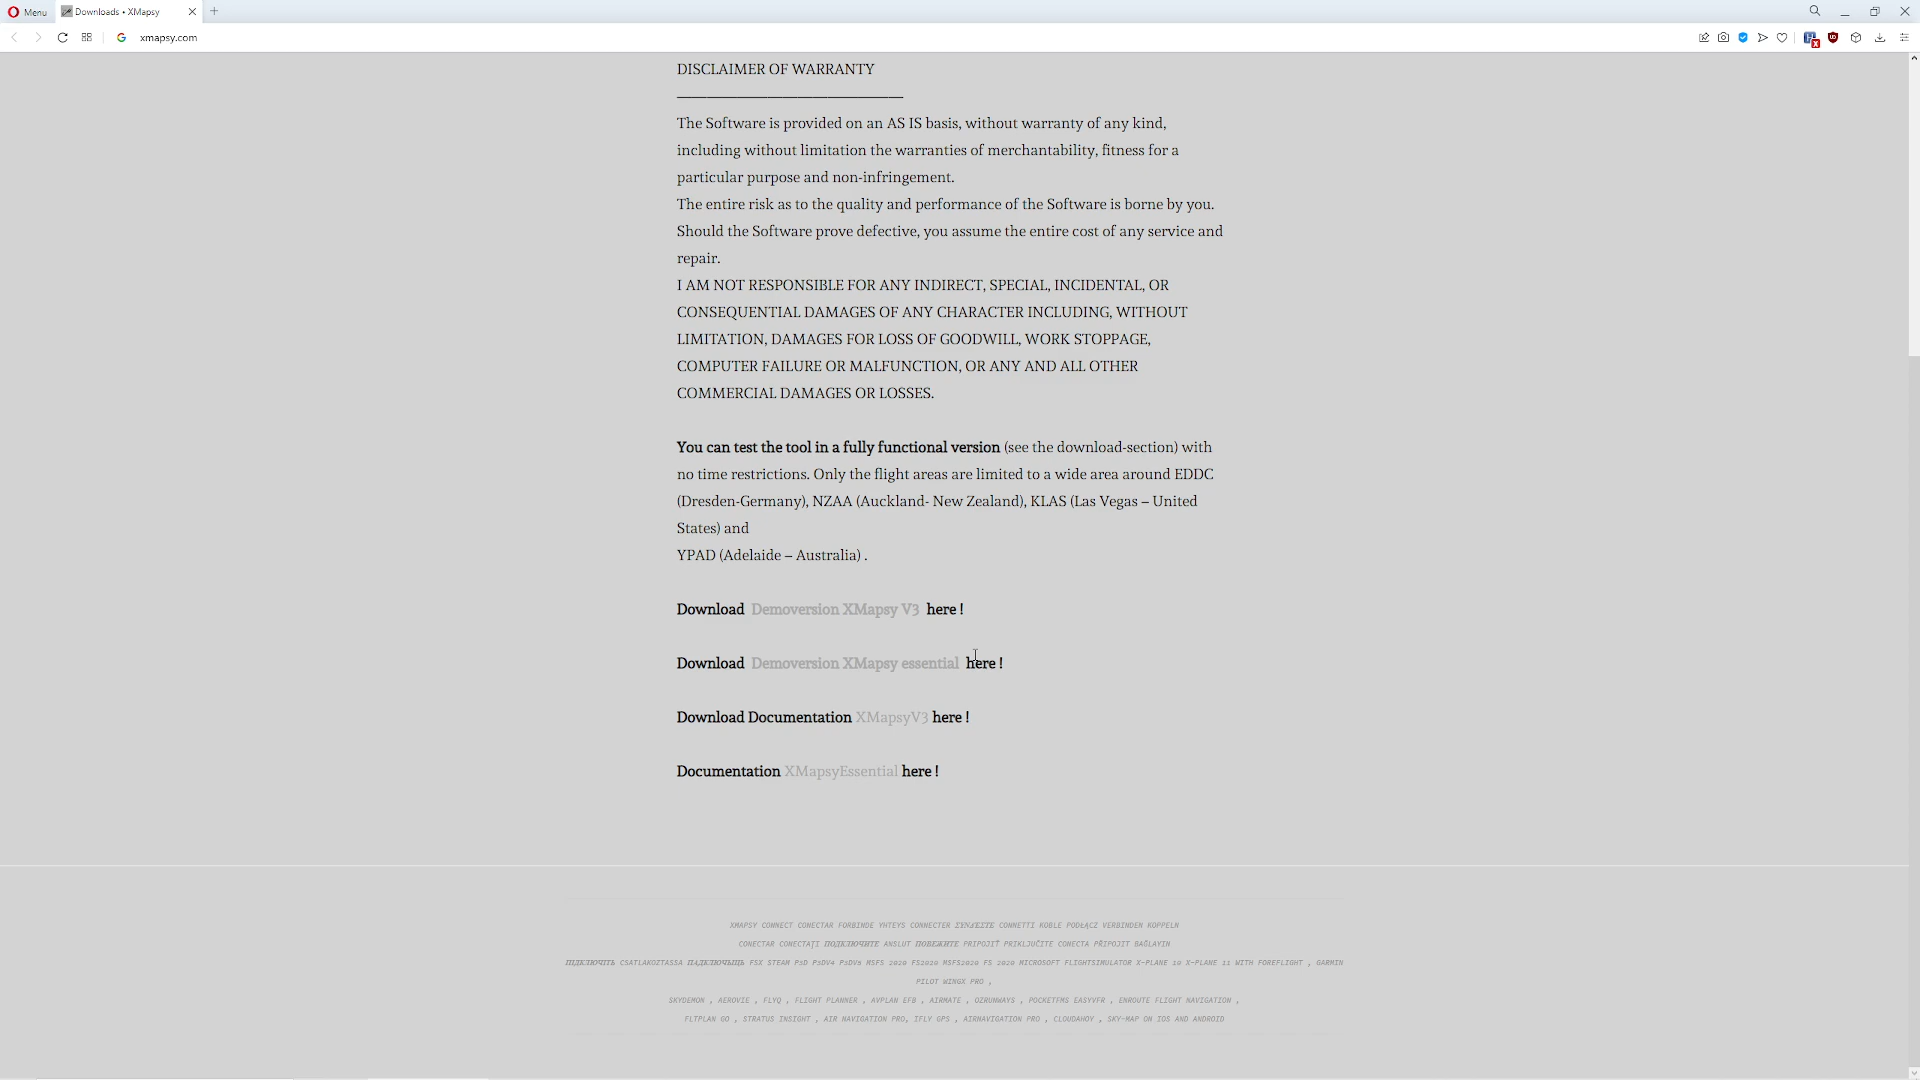 Menu
Downloads • XMapsy
xmapsy.com
DISCLAIMER OF WARRANTY
The Software is provided on an AS IS basis, without warranty of any kind,
including without limitation the warranties of merchantability, fitness for a
particular purpose and non-infringement.
The entire risk as to the quality and performance of the Software is borne by you.
Should the Software prove defective, you assume the entire cost of any service and
repair.
I AM NOT RESPONSIBLE FOR ANY INDIRECT, SPECIAL, INCIDENTAL, OR
CONSEQUENTIAL DAMAGES OF ANY CHARACTER INCLUDING, WITHOUT
LIMITATION, DAMAGES FOR LOSS OF GOODWILL, WORK STOPPAGE,
COMPUTER FAILURE OR MALFUNCTION, OR ANY AND ALL OTHER
COMMERCIAL DAMAGES OR LOSSES.
You can test the tool in a fully functional version (see the download-section) with
no time restrictions. Only the flight areas are limited to a wide area around EDDC
(Dresden-Germany), NZAA (Auckland- New Zealand), KLAS (Las Vegas – United
States) and
YPAD (Adelaide – Australia) .
Download Demoversion XMapsy V3 here !
Download Demoversion XMapsy essential here !
Download Documentation XMapsyV3 here !
Documentation XMapsyEssential here !
XMAPSY CONNECT CONECTAR FORBINDE YHTEYS CONNECTER ΣΥΝΔΕΣΤΕ CONNETTI KOBLE PODŁĄCZ VERBINDEN KOPPELN
CONECTAR CONECTAȚI ПОДКЛЮЧИТЕ ANSLUT ПОВЕЖИТЕ PRIPOJIŤ PRIKLJUČITE CONECTA PŘIPOJIT BAĞLAYIN
ПІДКЛЮЧІТЬ CSATLAKOZTASSA ПАДКЛЮЧЫЦЬ FSX STEAM P3D P3DV4 P3DV5 MSFS 2020 FS2020 MSFS2020 FS 2020 MICROSOFT FLIGHTSIMULATOR X-PLANE 10 X-PLANE 11 WITH FOREFLIGHT , GARMIN
PILOT WINGX PRO ,
SKYDEMON , AEROVIE , FLYQ , FLIGHT PLANNER , AVPLAN EFB , AIRMATE , OZRUNWAYS , POCKETFMS EASYVFR , ENROUTE FLIGHT NAVIGATION ,
FLTPLAN GO , STRATUS INSIGHT , AIR NAVIGATION PRO, IFLY GPS , AIRNAVIGATION PRO , CLOUDAHOY , SKY-MAP ON IOS AND ANDROID